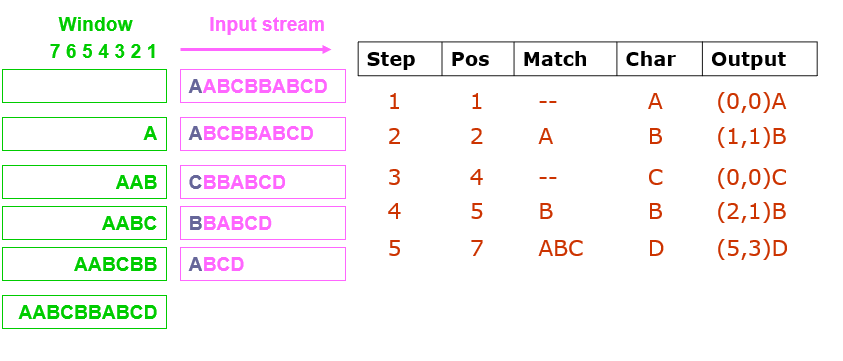 Window Input stream
7 6 5 4 3 2 1
Step Pos Match Char Output
AABCBBABCD
1 1 -- A (0,0)A
A ABCBBABCD
2 2 A B (1,1)B
AAB CBBABCD
3 4 -- C (0,0)C
AABC BBABCD
4 5 B B (2,1)B
AABCBB ABCD
5 7 ABC D (5,3)D
AABCBBABCD